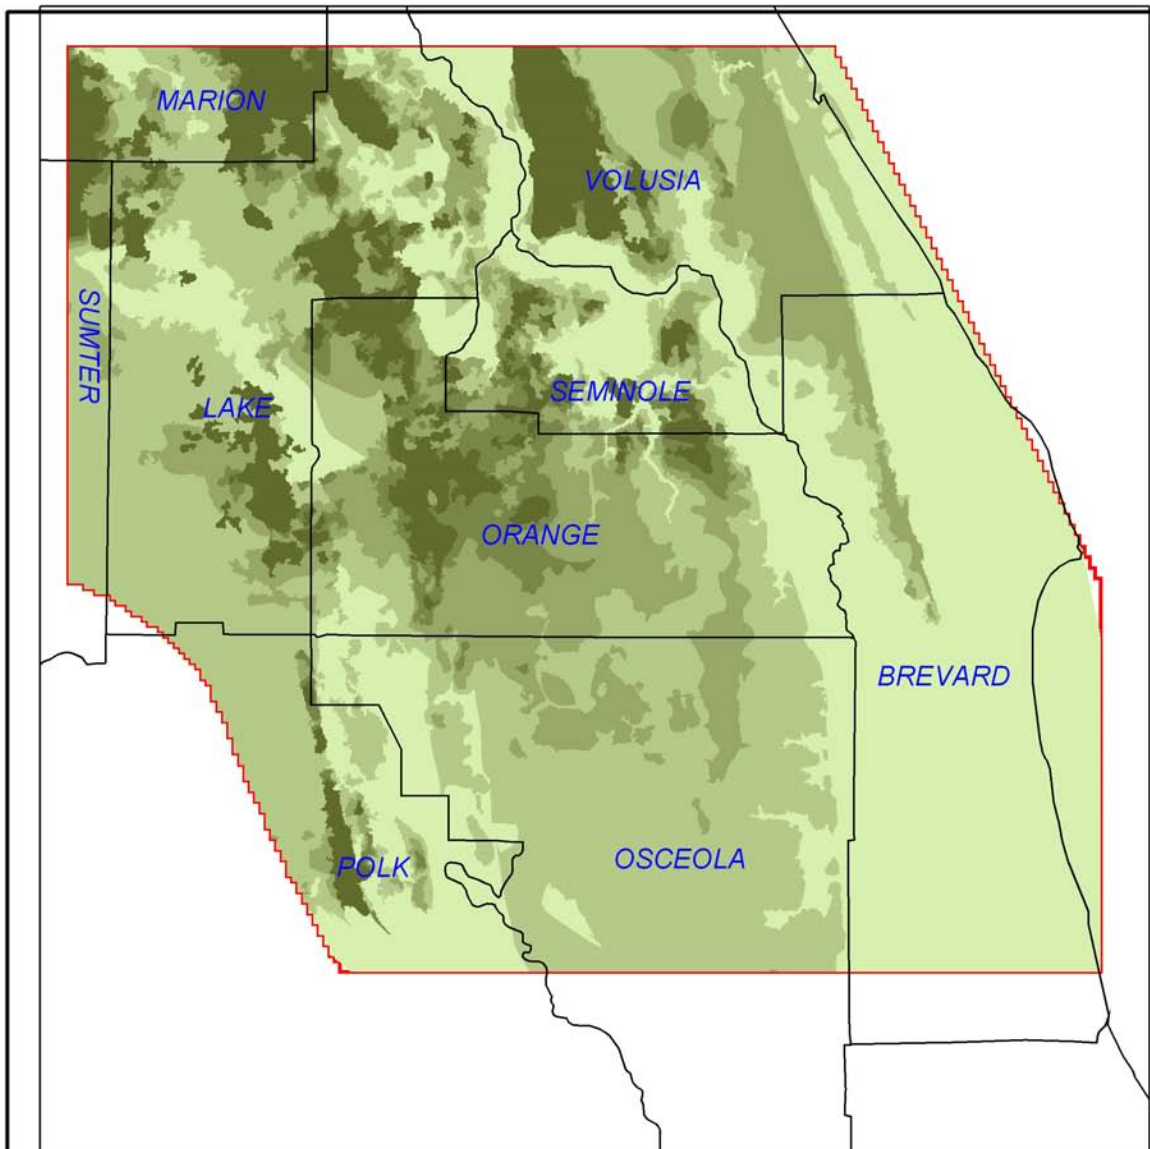 MARION
VOLUSIA
SUMTER
LAKE
SEMINOLE
ORANGE
BREVARD
POLK
OSCEOLA